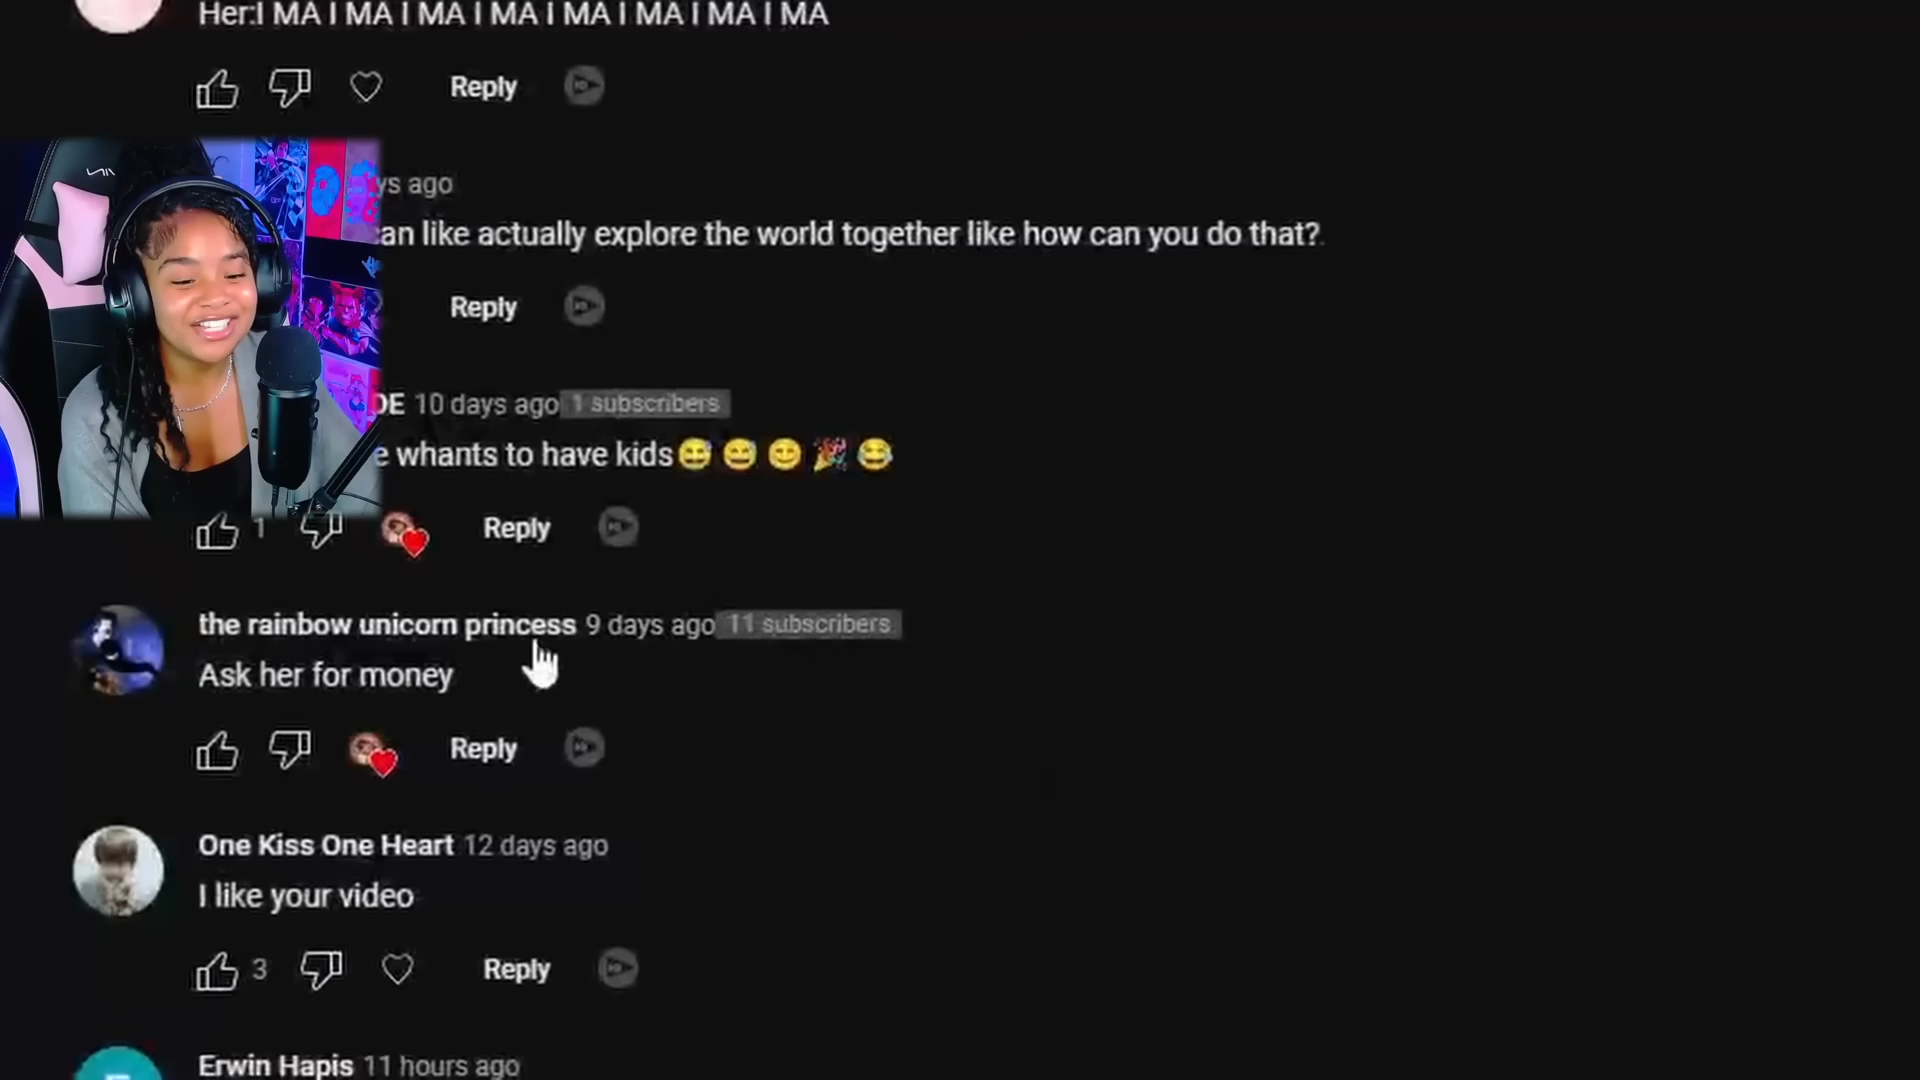 Her:I MA I MA I MA I MA I MA I MA I MA I MA
Reply
ys ago
an like actually explore the world together like how can you do that?
Reply
DE 10 days ago 1 subscribers
e whants to have kids😅 😅 😊 🎉 😂
1 Reply
the rainbow unicorn princess 9 days ago 11 subscribers
Ask her for money
Reply
One Kiss One Heart 12 days ago
I like your video
3 Reply
Erwin Hapis 11 hours ago